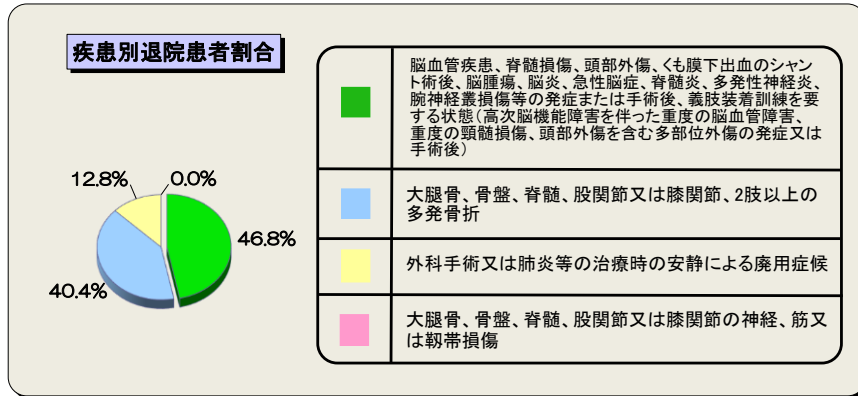 疾患別退院患者割合
12.8%
0.0%
46.8%
40.4%
脳血管疾患、脊髄損傷、頭部外傷、くも膜下出血のシャン
ト術後、脳腫瘍、脳炎、急性脳症、脊髄炎、多発性神経炎、
腕神経叢損傷等の発症または手術後、義肢装着訓練を要
する状態(高次脳機能障害を伴った重度の脳血管障害、
重度の頸髄損傷、頭部外傷を含む多部位外傷の発症又は
手術後)
大腿骨、骨盤、脊髄、股関節又は膝関節、2肢以上の
多発骨折
外科手術又は肺炎等の治療時の安静による廃用症候
大腿骨、骨盤、脊髄、股関節又は膝関節の神経、筋又
は靱帯損傷